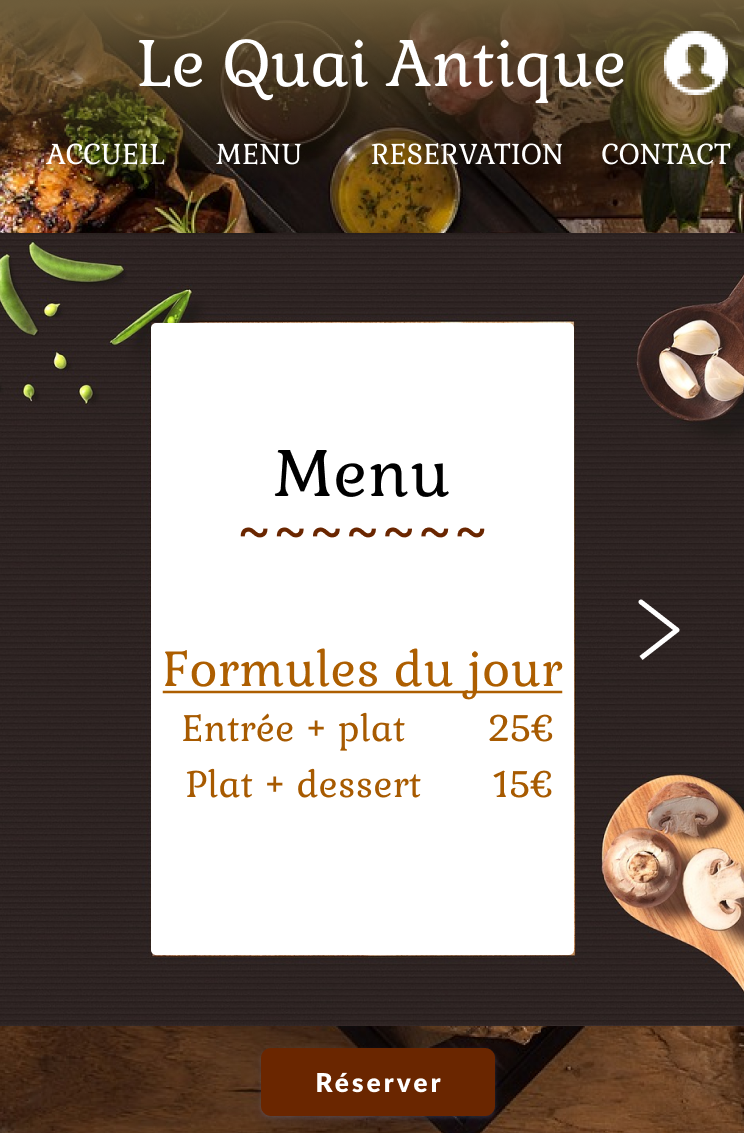 Le Quai Antique
ACCUEIL MENU RESERVATION CONTACT
Menu
~~~~~~~
Formules du jour
Entrée + plat 25€
Plat + dessert 15€
Réserver